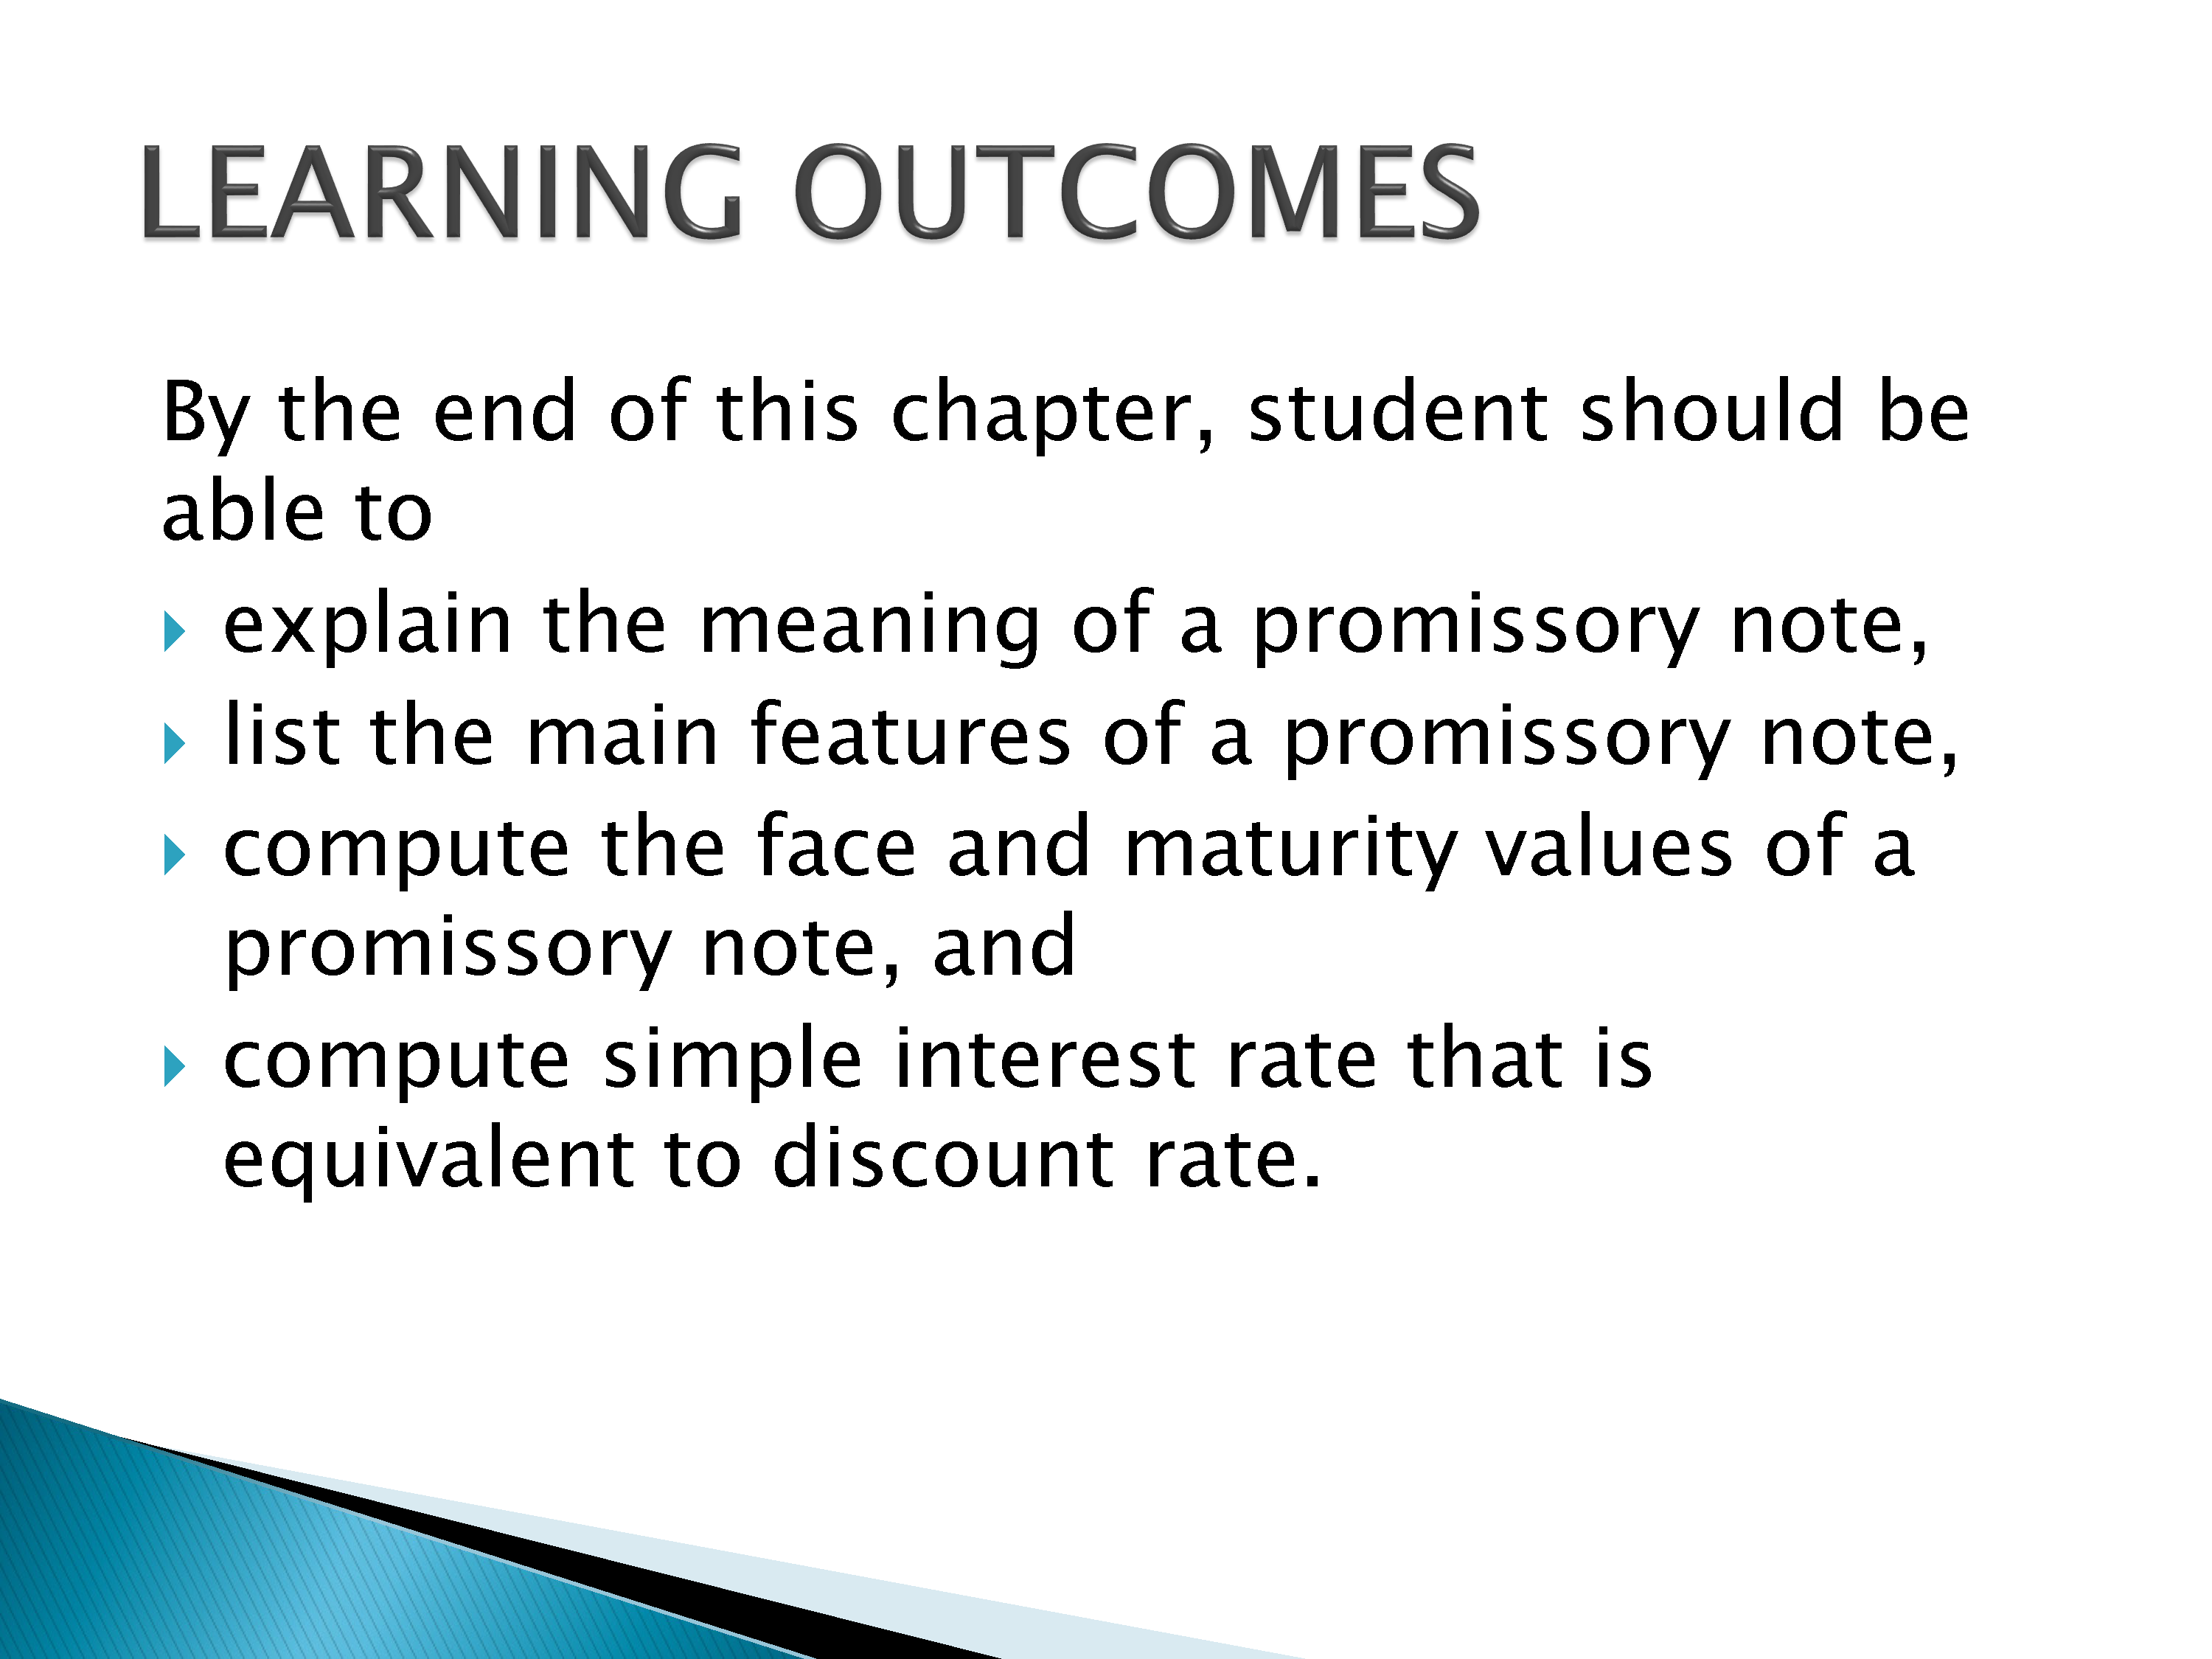 LEARNING OUTCOMES
By the end of this chapter, student should be
able to
explain the meaning of a promissory note,
list the main features of a promissory note,
compute the face and maturity values of a
promissory note, and
compute simple interest rate that is
equivalent to discount rate.